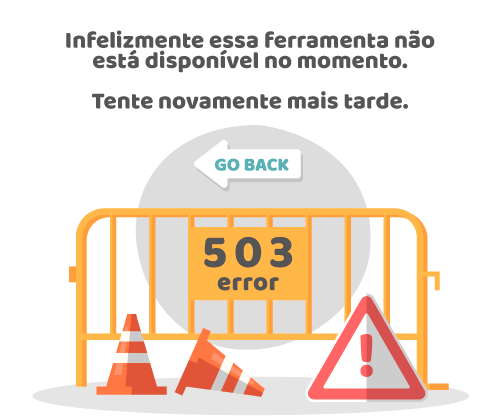 Infelizmente essa ferramenta não
está disponível no momento.
Tente novamente mais tarde.
GO BACK
503
error
!